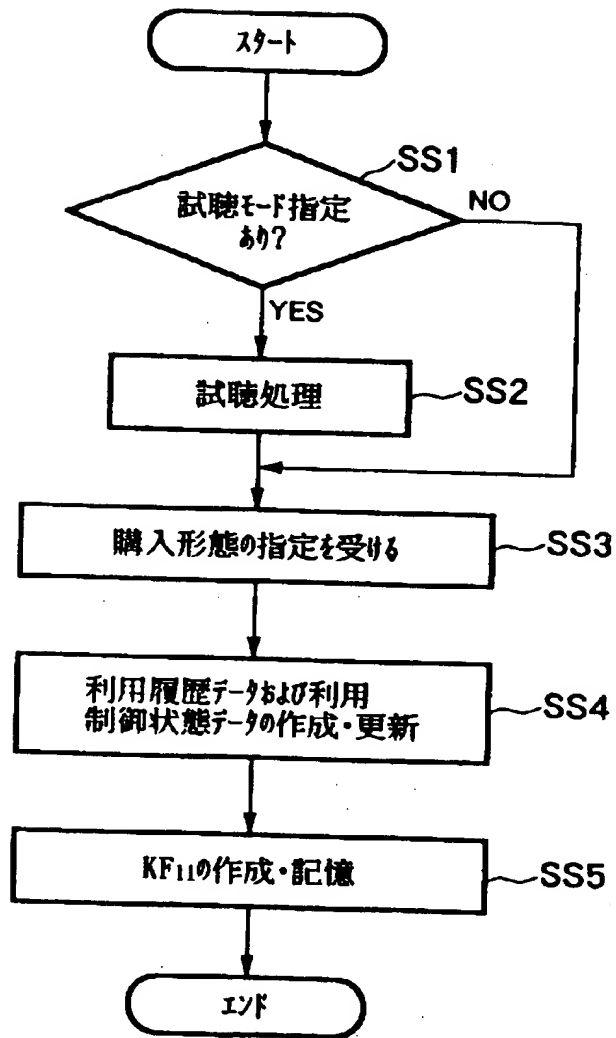 スタート
SS1
試聴モード指定
あり？
NO
YES
試聴処理
SS2
購入形態の指定を受ける
SS3
利用履歴データおよび利用
制御状態データの作成・更新
SS4
KF11の作成・記憶
SS5
エンド